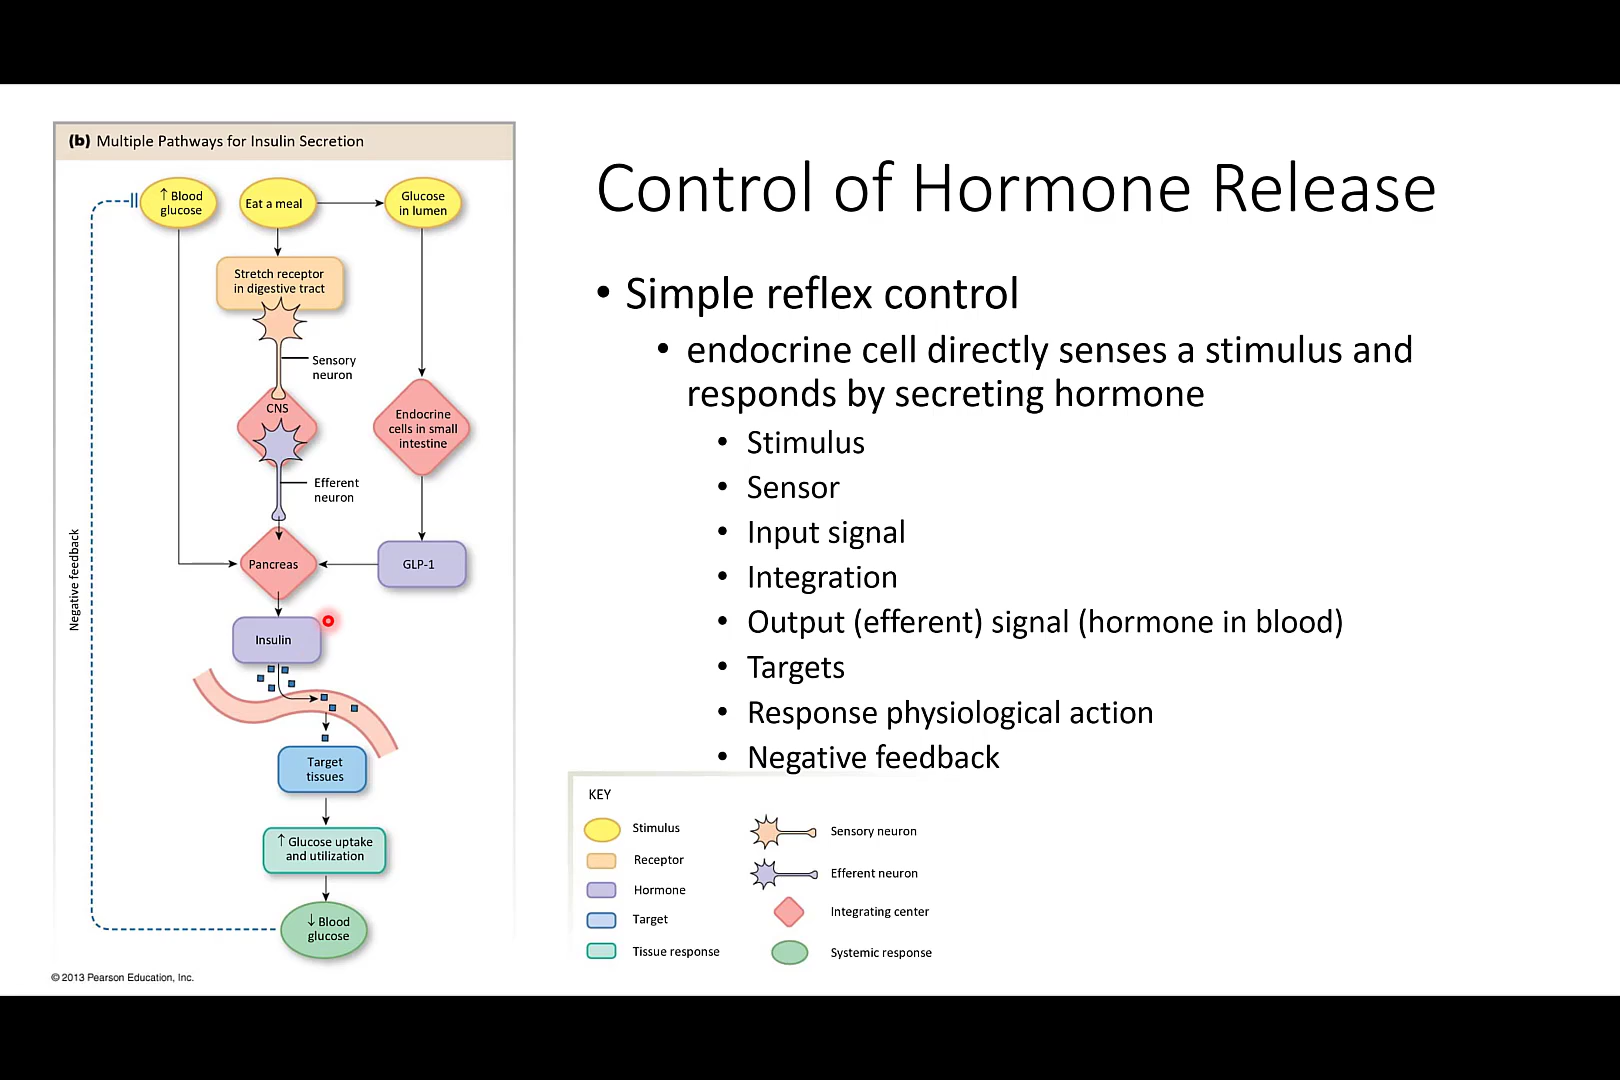 (b) Multiple Pathways for Insulin Secretion
↑ Blood
glucose
Eat a meal
Glucose
in lumen
Stretch receptor
in digestive tract
Sensory
neuron
CNS
Endocrine
cells in small
intestine
Efferent
neuron
Pancreas
GLP-1
Insulin
Target
tissues
↑ Glucose uptake
and utilization
↓ Blood
glucose
Negative feedback
© 2013 Pearson Education, Inc.
Control of Hormone Release
• Simple reflex control
• endocrine cell directly senses a stimulus and
responds by secreting hormone
• Stimulus
• Sensor
• Input signal
• Integration
• Output (efferent) signal (hormone in blood)
• Targets
• Response physiological action
• Negative feedback
KEY
Stimulus
Receptor
Hormone
Target
Tissue response
Sensory neuron
Efferent neuron
Integrating center
Systemic response